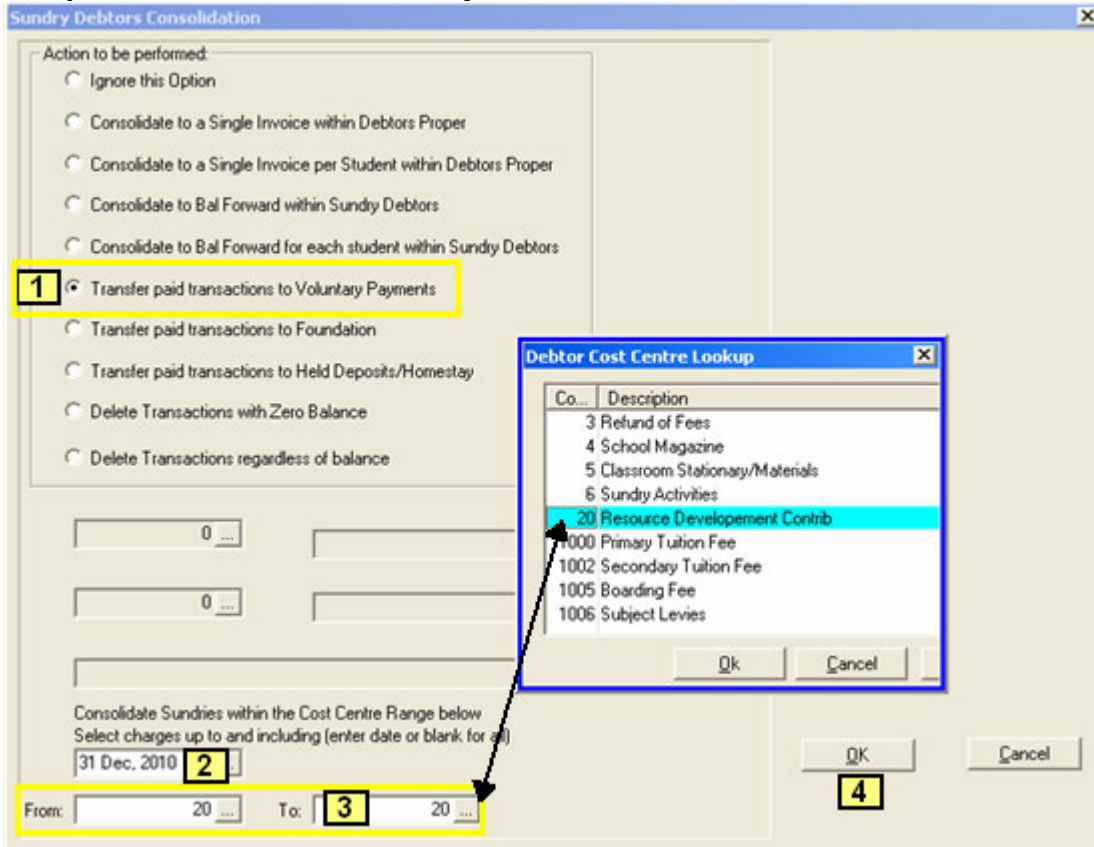 Sundry Debtors Consolidation
Action to be performed:
Ignore this Option
Consolidate to a Single Invoice within Debtors Proper
Consolidate to a Single Invoice per Student within Debtors Proper
Consolidate to Bal Forward within Sundry Debtors
Consolidate to Bal Forward for each student within Sundry Debtors
1 Transfer paid transactions to Voluntary Payments
Transfer paid transactions to Foundation
Transfer paid transactions to Held Deposits/Homestay
Delete Transactions with Zero Balance
Delete Transactions regardless of balance
Debtor Cost Centre Lookup
Co... Description
3 Refund of Fees
4 School Magazine
5 Classroom Stationary/Materials
6 Sundry Activities
20 Resource Developement Contrib
1000 Primary Tuition Fee
1002 Secondary Tuition Fee
1005 Boarding Fee
1006 Subject Levies
Ok Cancel
0 ...
0 ...
Consolidate Sundries within the Cost Centre Range below
Select charges up to and including (enter date or blank for all)
31 Dec, 2010 2
From: 20 ... To: 3 20 ...
OK Cancel
4